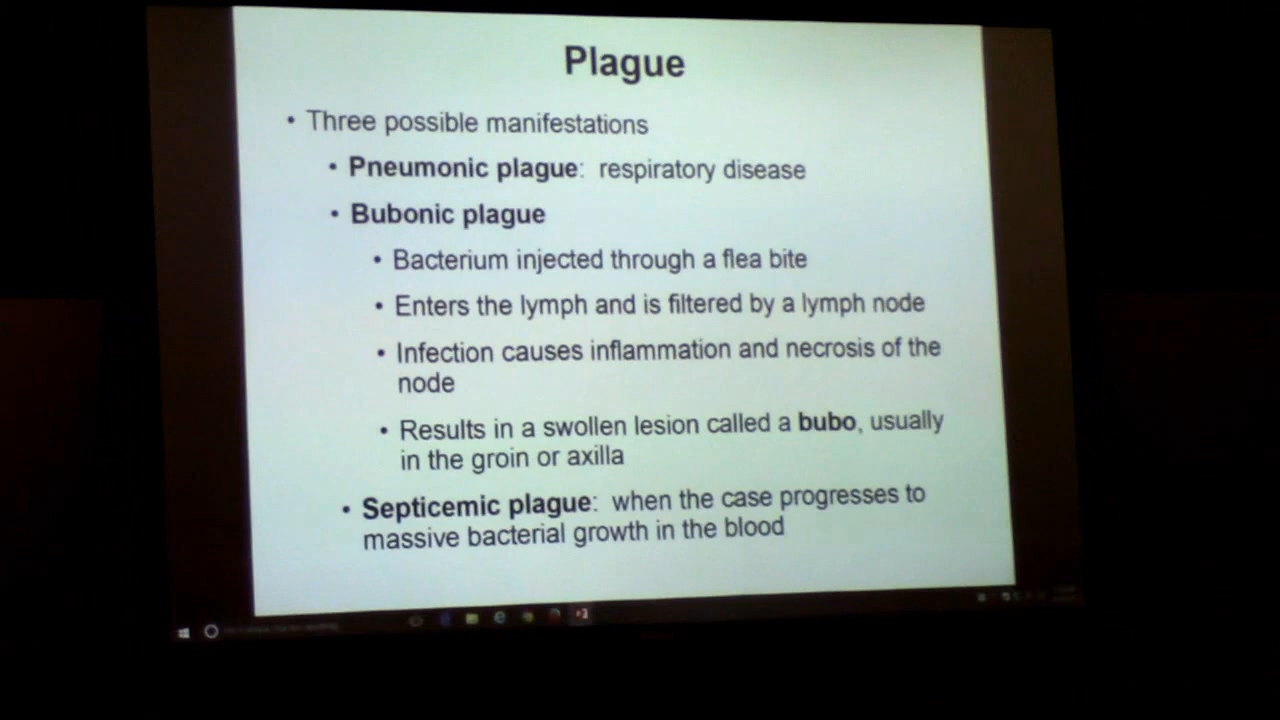 Plague
• Three possible manifestations
• Pneumonic plague: respiratory disease
• Bubonic plague
• Bacterium injected through a flea bite
• Enters the lymph and is filtered by a lymph node
• Infection causes inflammation and necrosis of the
node
• Results in a swollen lesion called a bubo, usually
in the groin or axilla
• Septicemic plague: when the case progresses to
massive bacterial growth in the blood